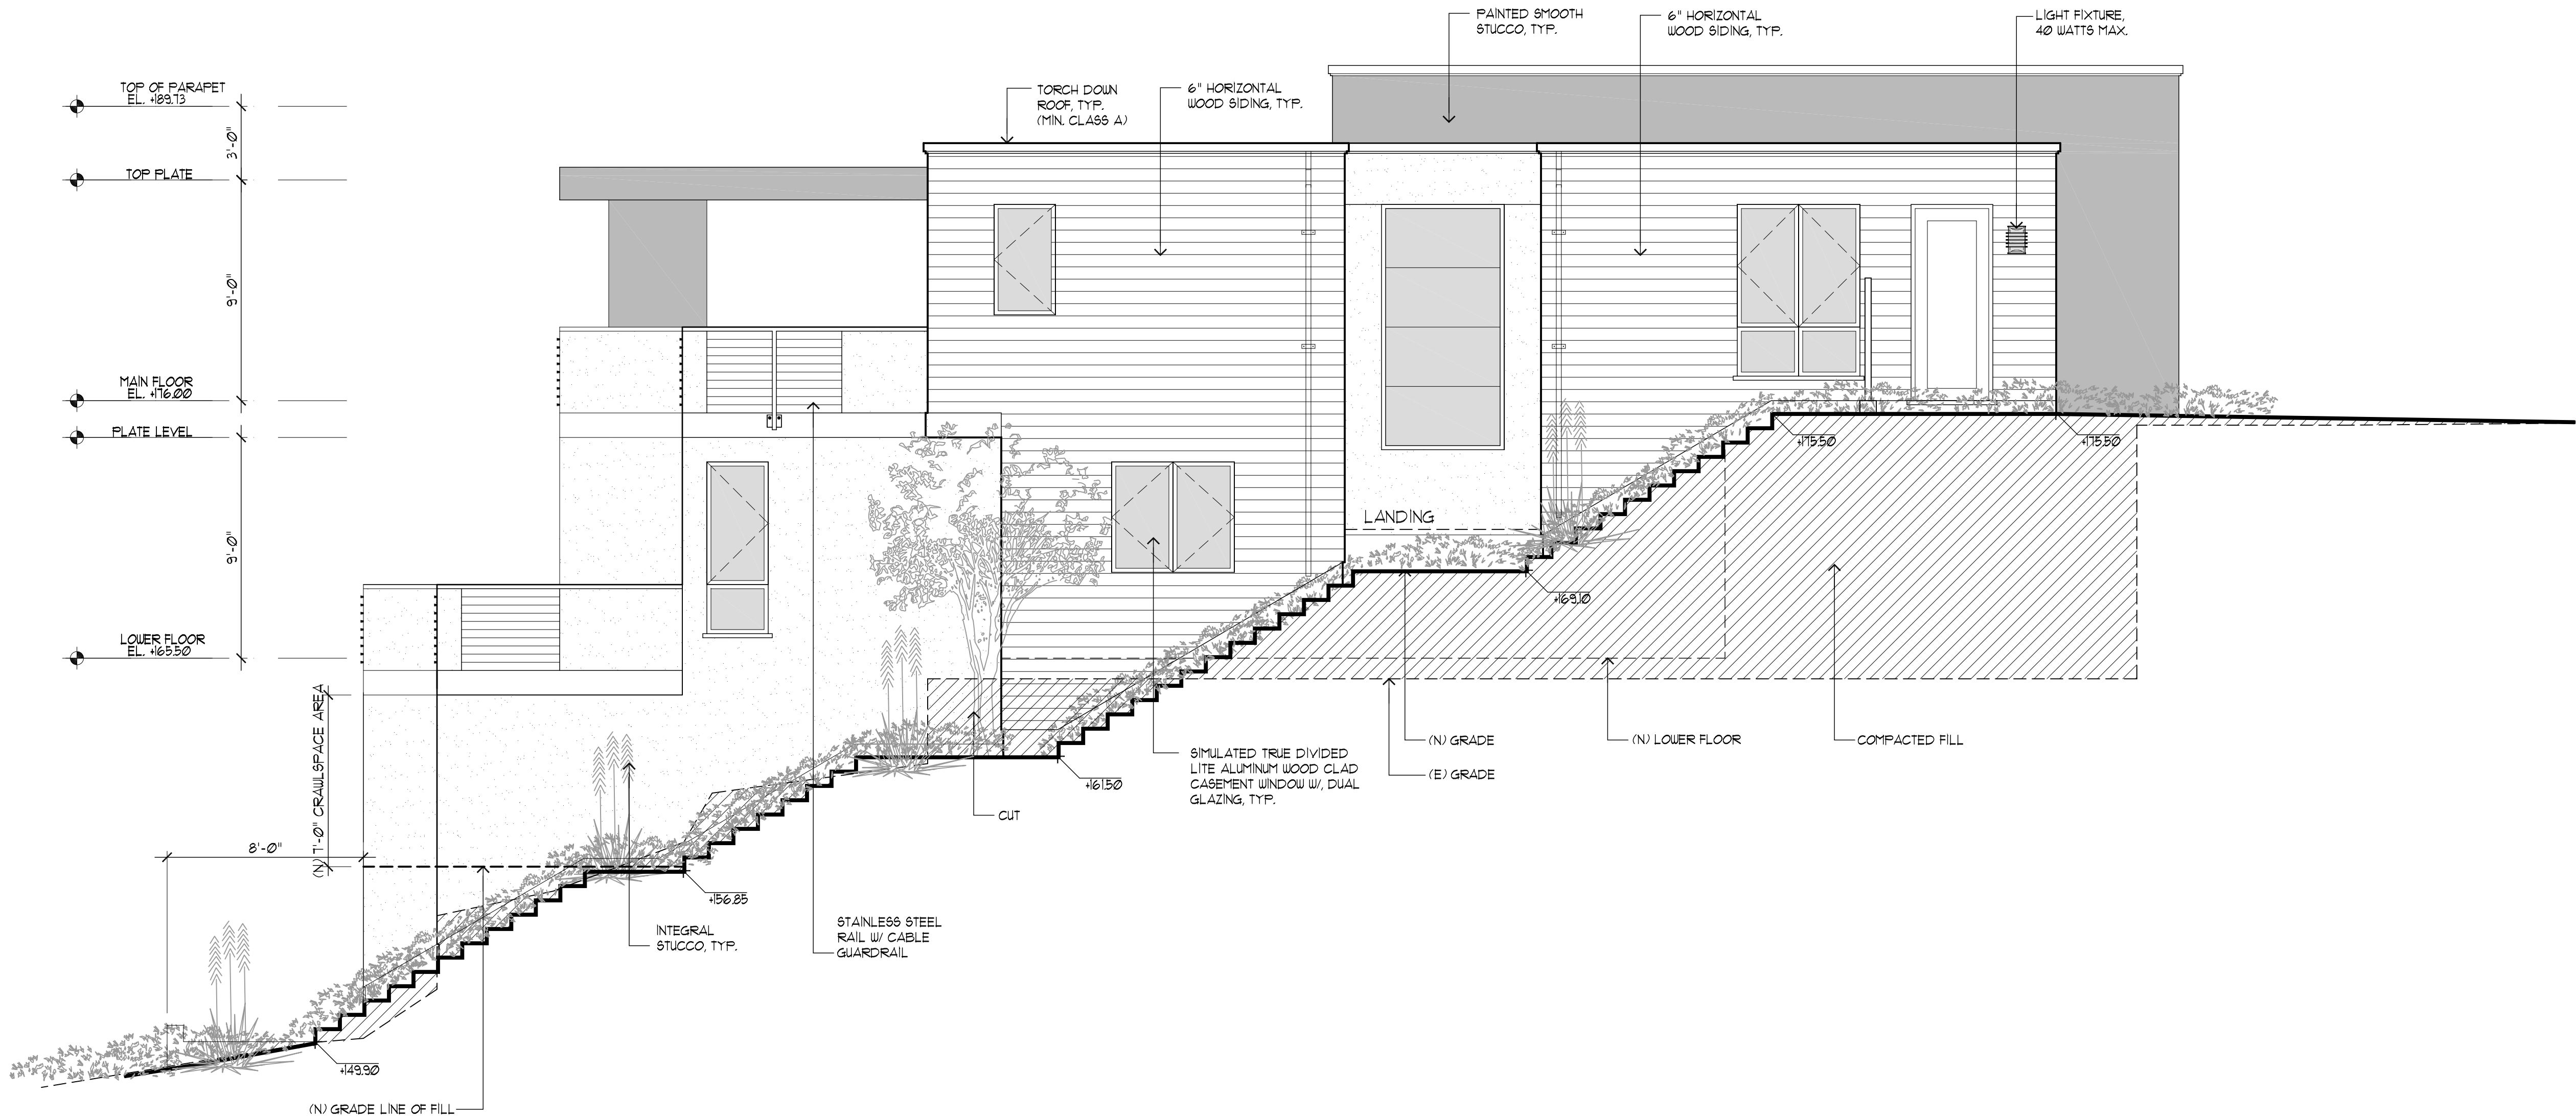 PAINTED SMOOTH
STUCCO, TYP.
6" HORIZONTAL
WOOD SIDING, TYP.
LIGHT FIXTURE,
40 WATTS MAX.
TORCH DOWN
ROOF, TYP.
(MIN. CLASS A)
6" HORIZONTAL
WOOD SIDING, TYP.
TOP OF PARAPET
EL. +189.73
3'-0"
TOP PLATE
9'-0"
MAIN FLOOR
EL. +176.00
PLATE LEVEL
9'-0"
LOWER FLOOR
EL. +165.50
(N) 7'-0" CRAWLSPACE AREA
8'-0"
LANDING
+175.50
+175.50
+169.10
+161.50
+156.85
+149.90
(N) GRADE
(E) GRADE
(N) LOWER FLOOR
COMPACTED FILL
SIMULATED TRUE DIVIDED
LITE ALUMINUM WOOD CLAD
CASEMENT WINDOW W/, DUAL
GLAZING, TYP.
CUT
INTEGRAL
STUCCO, TYP.
STAINLESS STEEL
RAIL W/ CABLE
GUARDRAIL
(N) GRADE LINE OF FILL